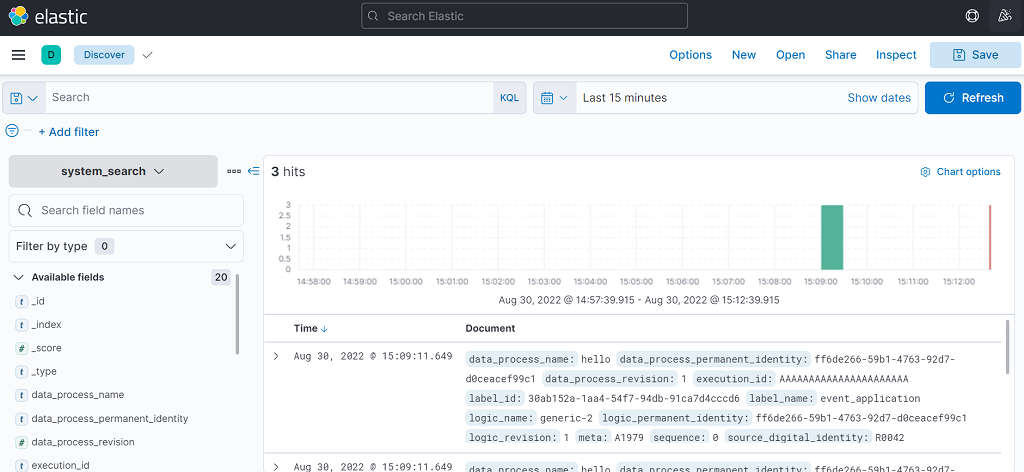 elastic
Search Elastic
D
Discover
Options
New
Open
Share
Inspect
Save
Search
KQL
Last 15 minutes
Show dates
Refresh
+ Add filter
system_search
3 hits
Chart options
Search field names
Filter by type 0
Available fields 20
t _id
t _index
# _score
t _type
t data_process_name
t data_process_permanent_identity
# data_process_revision
t execution_id
3
2.5
2
1.5
1
0.5
0
14:58:00 14:59:00 15:00:00 15:01:00 15:02:00 15:03:00 15:04:00 15:05:00 15:06:00 15:07:00 15:08:00 15:09:00 15:10:00 15:11:00 15:12:00
Aug 30, 2022 @ 14:57:39.915 - Aug 30, 2022 @ 15:12:39.915
Time ↓ Document
Aug 30, 2022 @ 15:09:11.649 data_process_name: hello data_process_permanent_identity: ff6de266-59b1-4763-92d7-
d0ceacef99c1 data_process_revision: 1 execution_id: AAAAAAAAAAAAAAAAAAAAAA
label_id: 30ab152a-1aa4-54f7-94db-91ca7d4cccd6 label_name: event_application
logic_name: generic-2 logic_permanent_identity: ff6de266-59b1-4763-92d7-d0ceacef99c1
logic_revision: 1 meta: A1979 sequence: 0 source_digital_identity: R0042
Aug 30, 2022 @ 15:09:11.649 data_process_name: hello data_process_permanent_identity: ff6de266-59b1-4763-92d7-